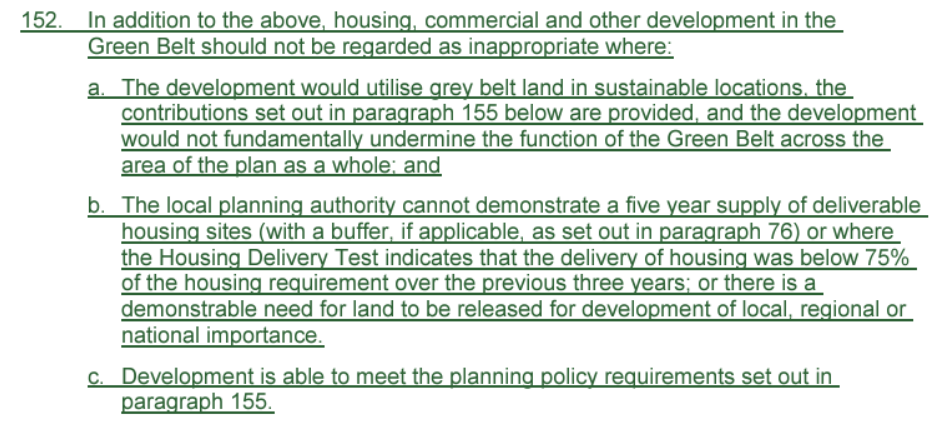 152. In addition to the above, housing, commercial and other development in the
Green Belt should not be regarded as inappropriate where:
a. The development would utilise grey belt land in sustainable locations, the
contributions set out in paragraph 155 below are provided, and the development
would not fundamentally undermine the function of the Green Belt across the
area of the plan as a whole; and
b. The local planning authority cannot demonstrate a five year supply of deliverable
housing sites (with a buffer, if applicable, as set out in paragraph 76) or where
the Housing Delivery Test indicates that the delivery of housing was below 75%
of the housing requirement over the previous three years; or there is a
demonstrable need for land to be released for development of local, regional or
national importance.
c. Development is able to meet the planning policy requirements set out in
paragraph 155.